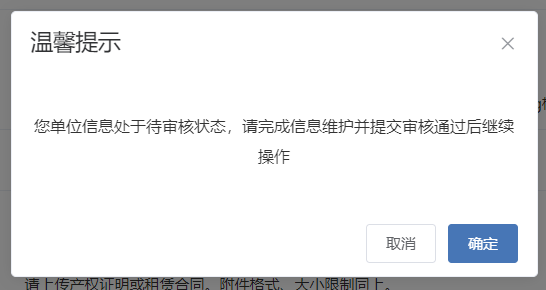 温馨提示
您单位信息处于待审核状态，请完成信息维护并提交审核通过后继续
操作
取消
确定
请上传产权证明或租赁合同。附件格式、大小限制同上。